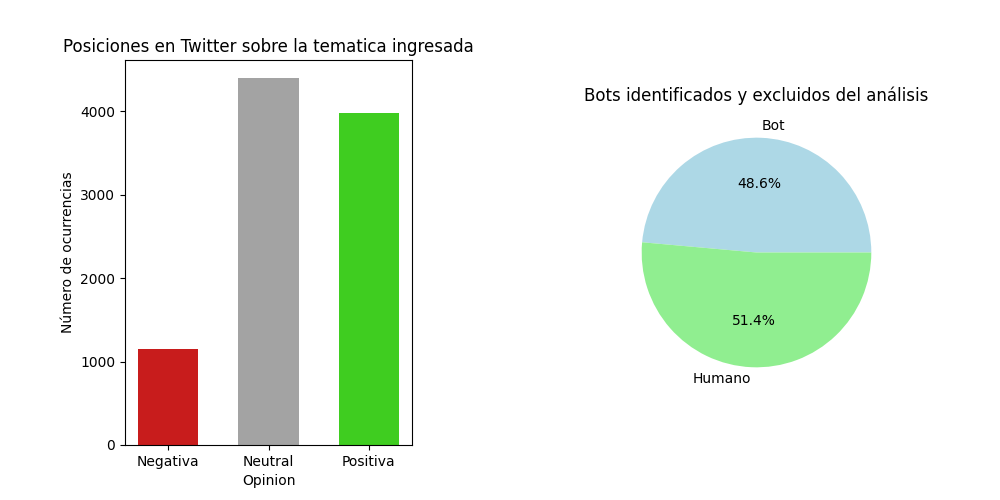 Posiciones en Twitter sobre la tematica ingresada
Número de ocurrencias
4000
3000
2000
1000
0
Negativa
Neutral
Positiva
Opinion
Bots identificados y excluidos del análisis
Bot
48.6%
51.4%
Humano